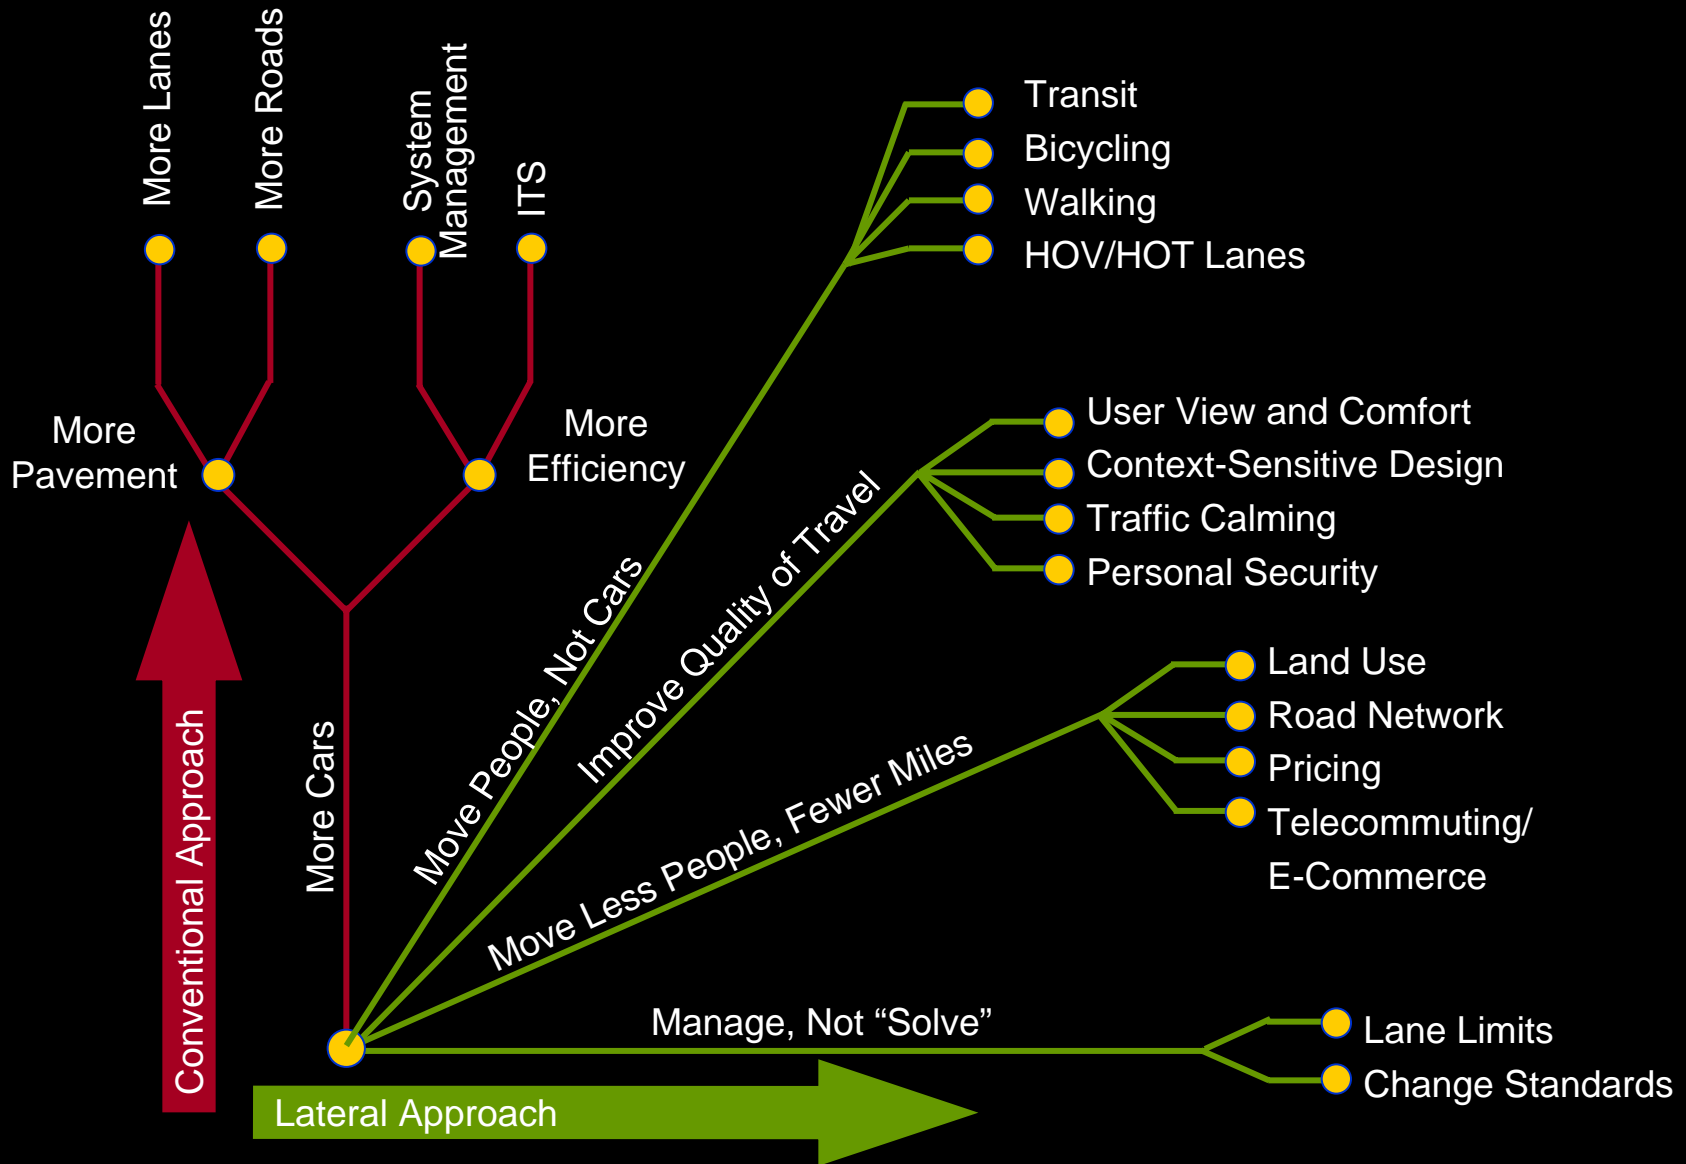 More Lanes
More Roads
System
Management
ITS
More
Pavement
More
Efficiency
Conventional Approach
More Cars
Move People, Not Cars
Transit
Bicycling
Walking
HOV/HOT Lanes
Improve Quality of Travel
User View and Comfort
Context-Sensitive Design
Traffic Calming
Personal Security
Move Less People, Fewer Miles
Land Use
Road Network
Pricing
Telecommuting/
E-Commerce
Manage, Not “Solve”
Lane Limits
Change Standards
Lateral Approach